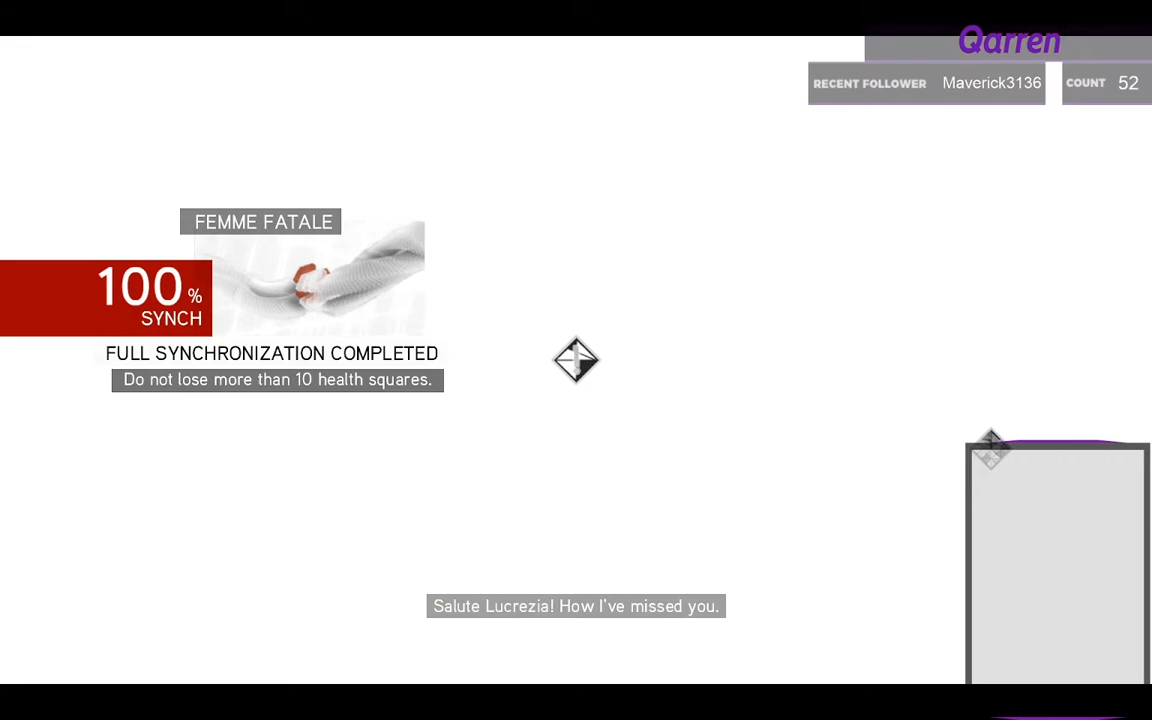 Qarren
RECENT FOLLOWER Maverick3136 COUNT 52
FEMME FATALE
100 %
SYNCH
FULL SYNCHRONIZATION COMPLETED
Do not lose more than 10 health squares.
Salute Lucrezia! How I've missed you.